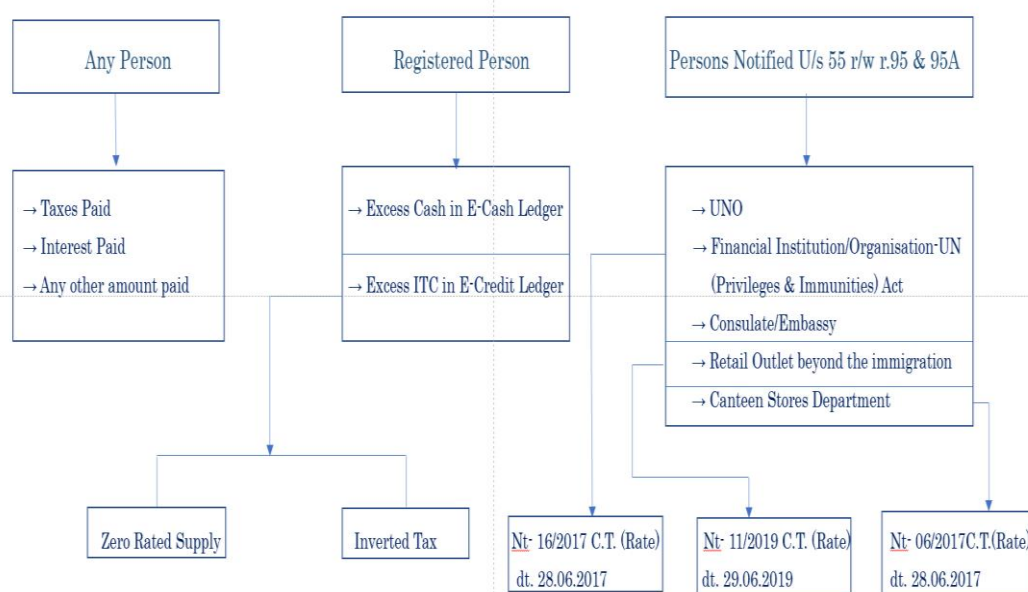 Any Person
Registered Person
Persons Notified U/s 55 r/w r.95 & 95A
→ Taxes Paid
→ Interest Paid
→ Any other amount paid
→ Excess Cash in E-Cash Ledger
→ Excess ITC in E-Credit Ledger
→ UNO
→ Financial Institution/Organisation-UN
(Privileges & Immunities) Act
→ Consulate/Embassy
→ Retail Outlet beyond the immigration
→ Canteen Stores Department
Zero Rated Supply
Inverted Tax
Nt- 16/2017 C.T. (Rate)
dt. 28.06.2017
Nt- 11/2019 C.T. (Rate)
dt. 29.06.2019
Nt- 06/2017C.T.(Rate)
dt. 28.06.2017